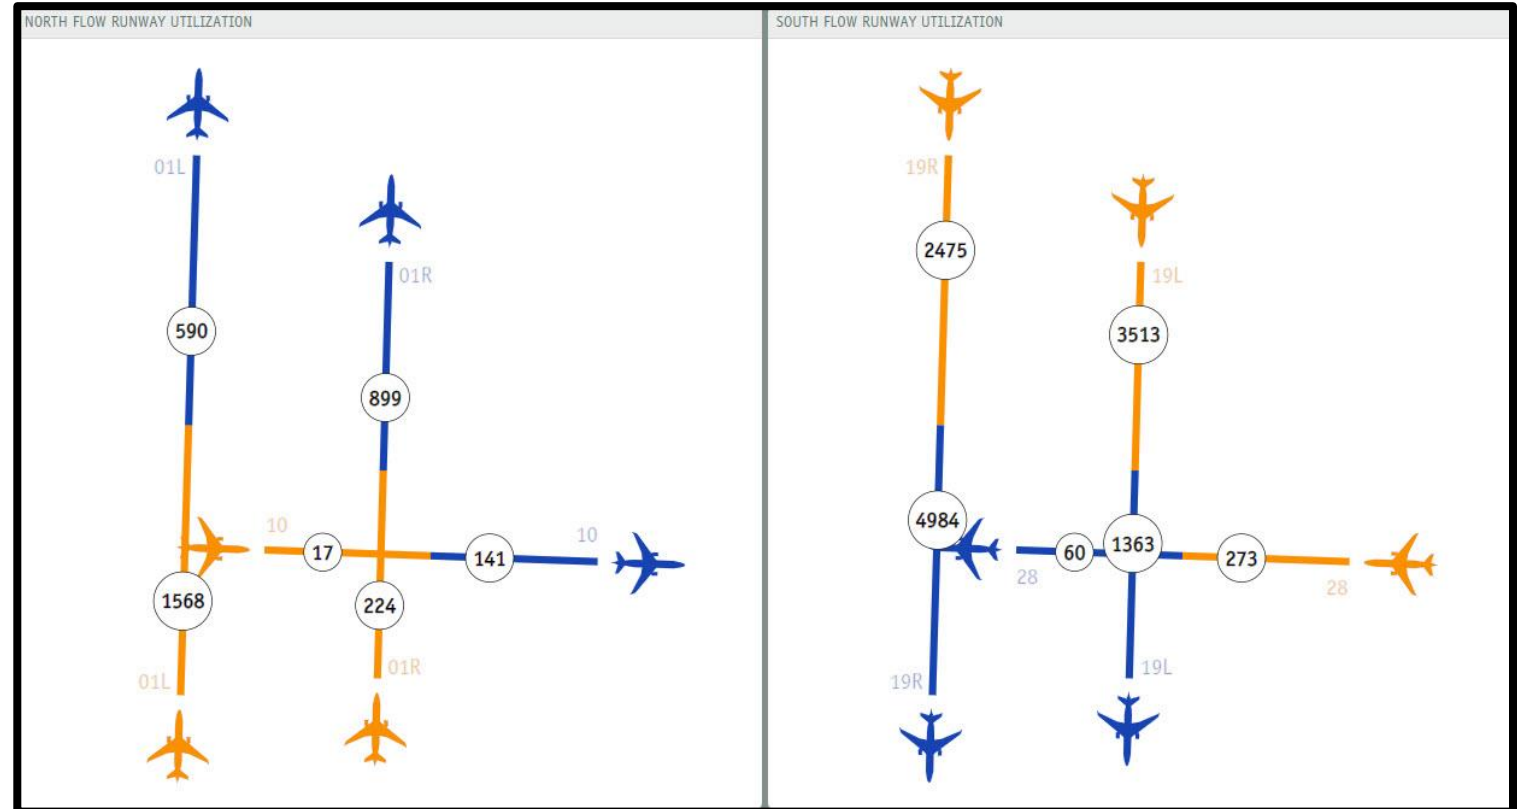 NORTH FLOW RUNWAY UTILIZATION
01L
01R
590
899
10
10
17
141
1568
224
01L
01R
SOUTH FLOW RUNWAY UTILIZATION
19R
19L
2475
3513
4984
60
1363
273
28
28
19R
19L